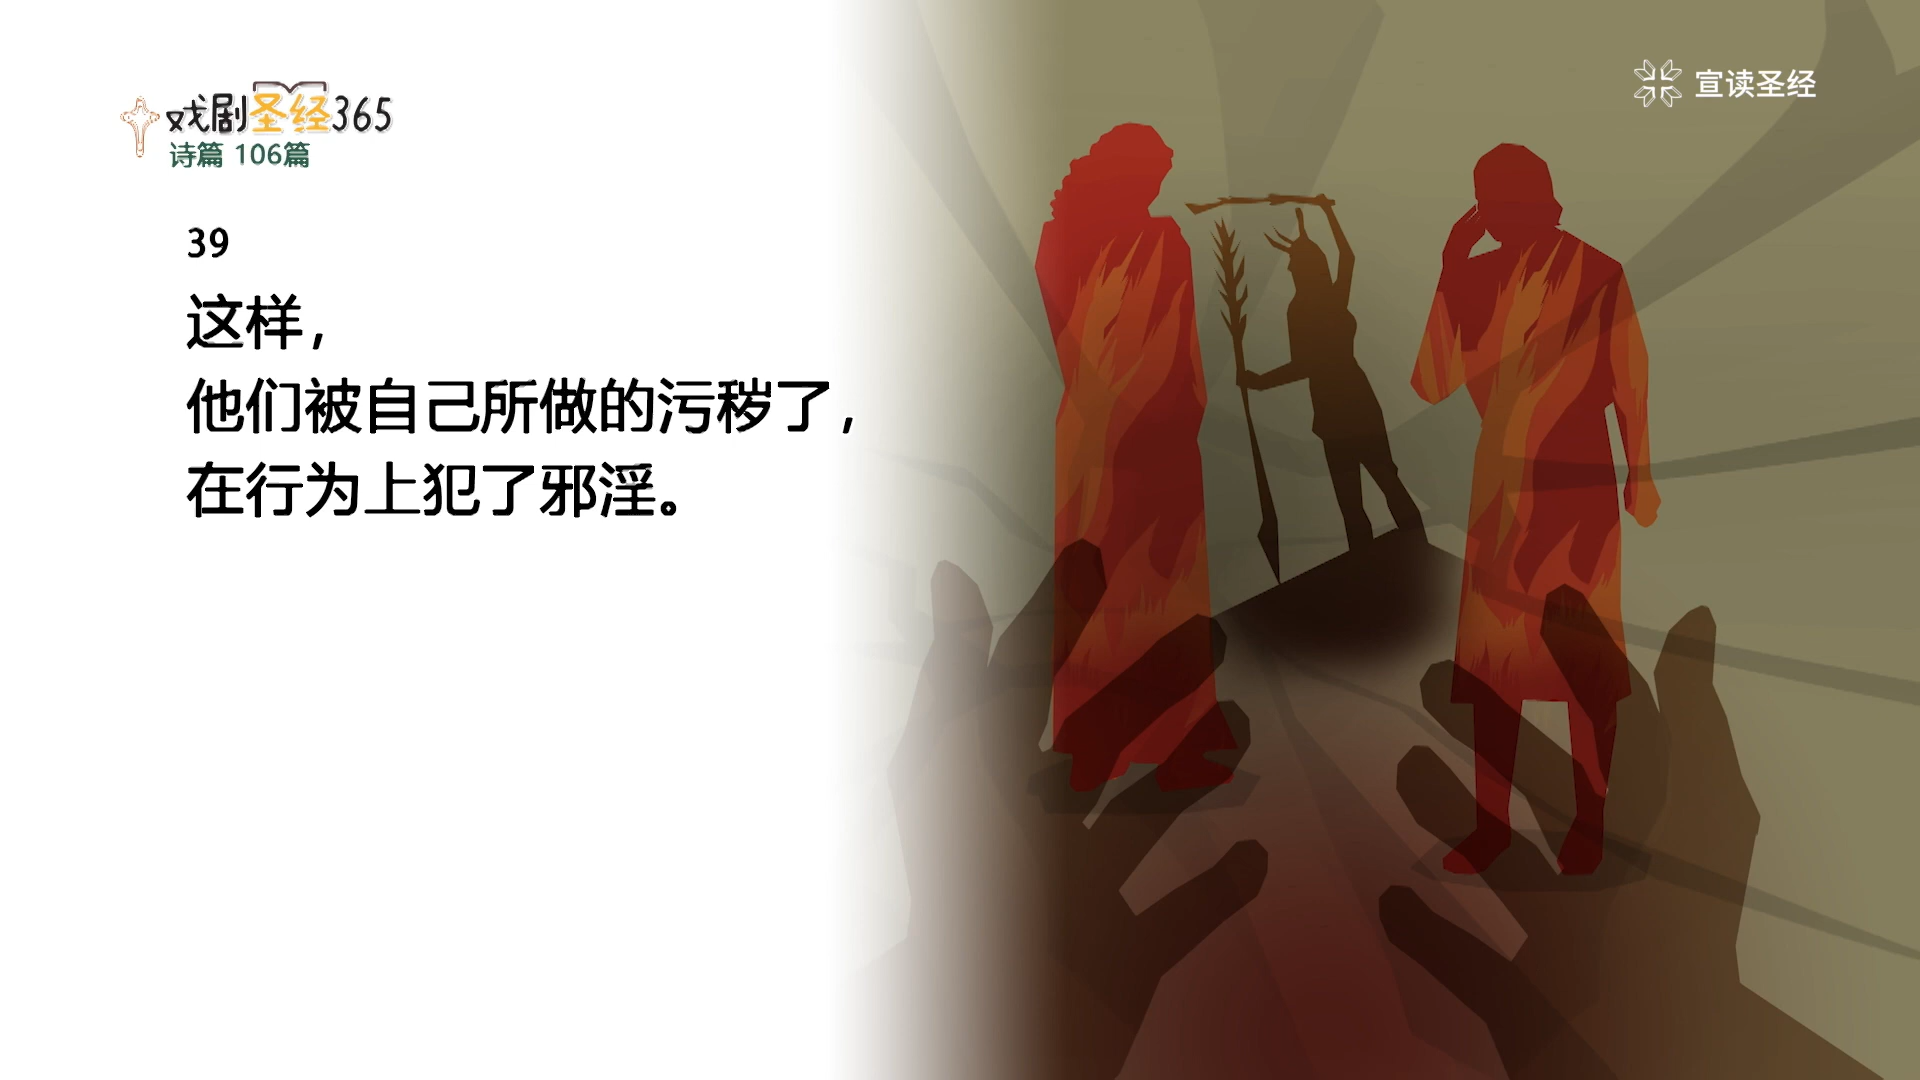 戏剧圣经365
诗篇 106篇
宣读圣经
39
这样，
他们被自己所做的污秽了，
在行为上犯了邪淫。